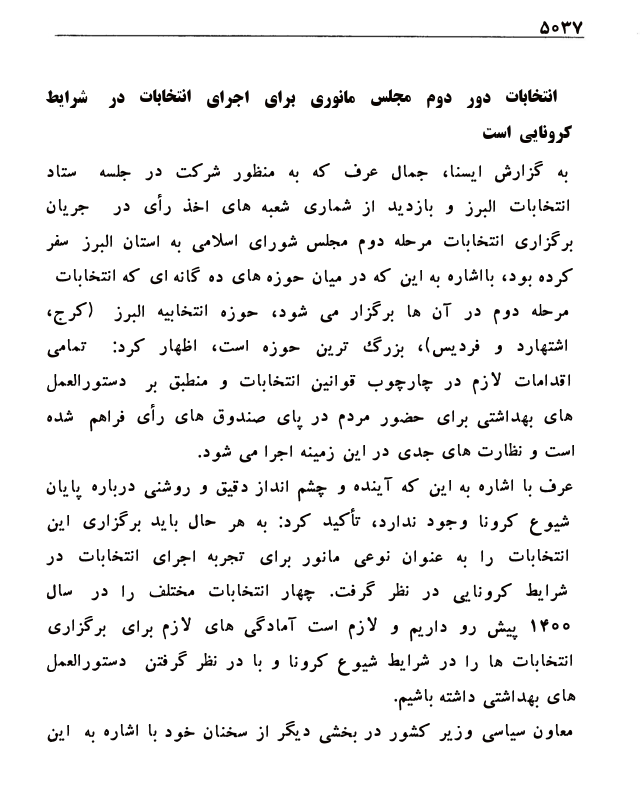 ۵۰۳۷
انتخابات دور دوم مجلس مانوری برای اجرای انتخابات در شرایط
کرونایی است
به گزارش ایسنا، جمال عرف که به منظور شرکت در جلسه ستاد
انتخابات البرز و بازدید از شماری شعبه های اخذ رأی در جریان
برگزاری انتخابات مرحله دوم مجلس شورای اسلامی به استان البرز سفر
کرده بود، بااشاره به این که در میان حوزه های ده گانه ای که انتخابات
مرحله دوم در آن ها برگزار می شود، حوزه انتخابیه البرز (کرج،
اشتهارد و فردیس)، بزرگ ترین حوزه است، اظهار کرد: تمامی
اقدامات لازم در چارچوب قوانین انتخابات و منطبق بر دستورالعمل
های بهداشتی برای حضور مردم در پای صندوق های رأی فراهم شده
است و نظارت های جدی در این زمینه اجرا می شود.
عرف با اشاره به این که آینده و چشم انداز دقیق و روشنی درباره پایان
شیوع کرونا وجود ندارد، تأکید کرد: به هر حال باید برگزاری این
انتخابات را به عنوان نوعی مانور برای تجربه اجرای انتخابات در
شرایط کرونایی در نظر گرفت. چهار انتخابات مختلف را در سال
۱۴۰۰ پیش رو داریم و لازم است آمادگی های لازم برای برگزاری
انتخابات ها را در شرایط شیوع کرونا و با در نظر گرفتن دستورالعمل
های بهداشتی داشته باشیم.
معاون سیاسی وزیر کشور در بخشی دیگر از سخنان خود با اشاره به این